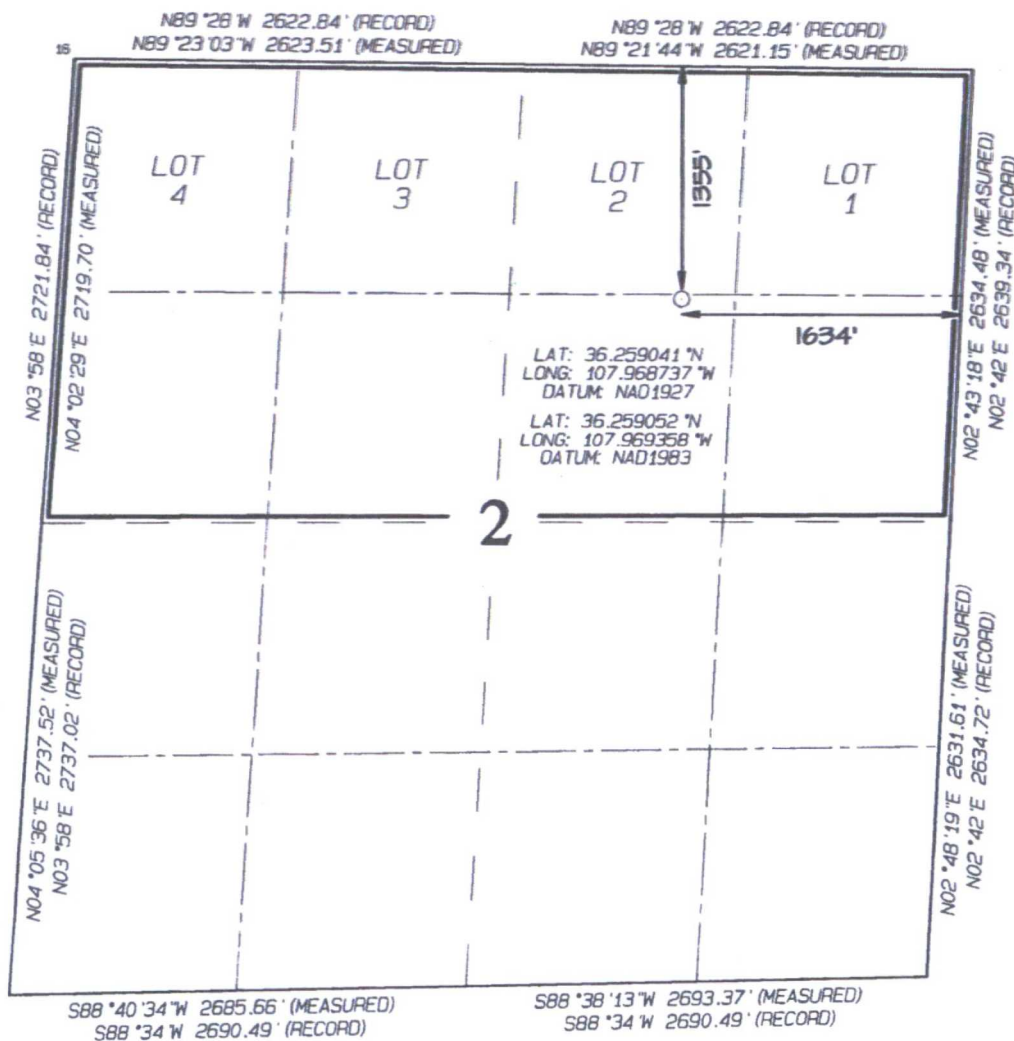 N89°28'W 2622.84' (RECORD)
N89°23'03"W 2623.51' (MEASURED)
N89°28'W 2622.84' (RECORD)
N89°21'44"W 2621.15' (MEASURED)
16
LOT
4
LOT
3
LOT
2
LOT
1
1355'
1634'
N03°58'E 2721.84' (RECORD)
N04°02'29"E 2719.70' (MEASURED)
N02°43'18"E 2634.48' (MEASURED)
N02°42'E 2639.34' (RECORD)
LAT: 36.259041°N
LONG: 107.968737°W
DATUM: NAD1927
LAT: 36.259052°N
LONG: 107.969358°W
DATUM: NAD1983
2
N04°05'36"E 2737.52' (MEASURED)
N03°58'E 2737.02' (RECORD)
N02°48'19"E 2631.61' (MEASURED)
N02°42'E 2634.72' (RECORD)
S88°40'34"W 2685.66' (MEASURED)
S88°34'W 2690.49' (RECORD)
S88°38'13"W 2693.37' (MEASURED)
S88°34'W 2690.49' (RECORD)